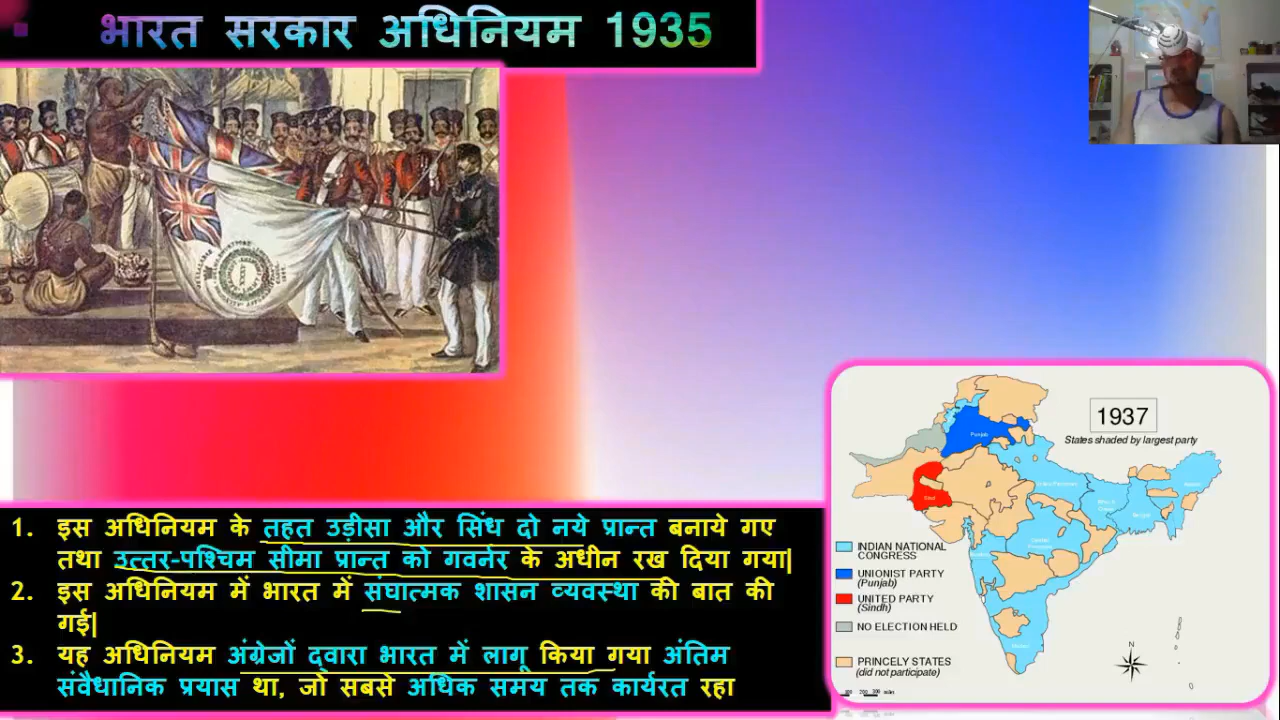 भारत सरकार अधिनियम 1935
1. इस अधिनियम के तहत उड़ीसा और सिंध दो नये प्रान्त बनाये गए
तथा उत्तर-पश्चिम सीमा प्रान्त को गवर्नर के अधीन रख दिया गया|
2. इस अधिनियम में भारत में संघात्मक शासन व्यवस्था की बात की
गई|
3. यह अधिनियम अंग्रेजों दवारा भारत में लागू किया गया अंतिम
संवैधानिक प्रयास था, जो सबसे अधिक समय तक कार्यरत रहा
1937
States shaded by largest party
Punjab
Sind
INDIAN NATIONAL
CONGRESS
UNIONIST PARTY
(Punjab)
UNITED PARTY
(Sindh)
NO ELECTION HELD
PRINCELY STATES
(did not participate)
N